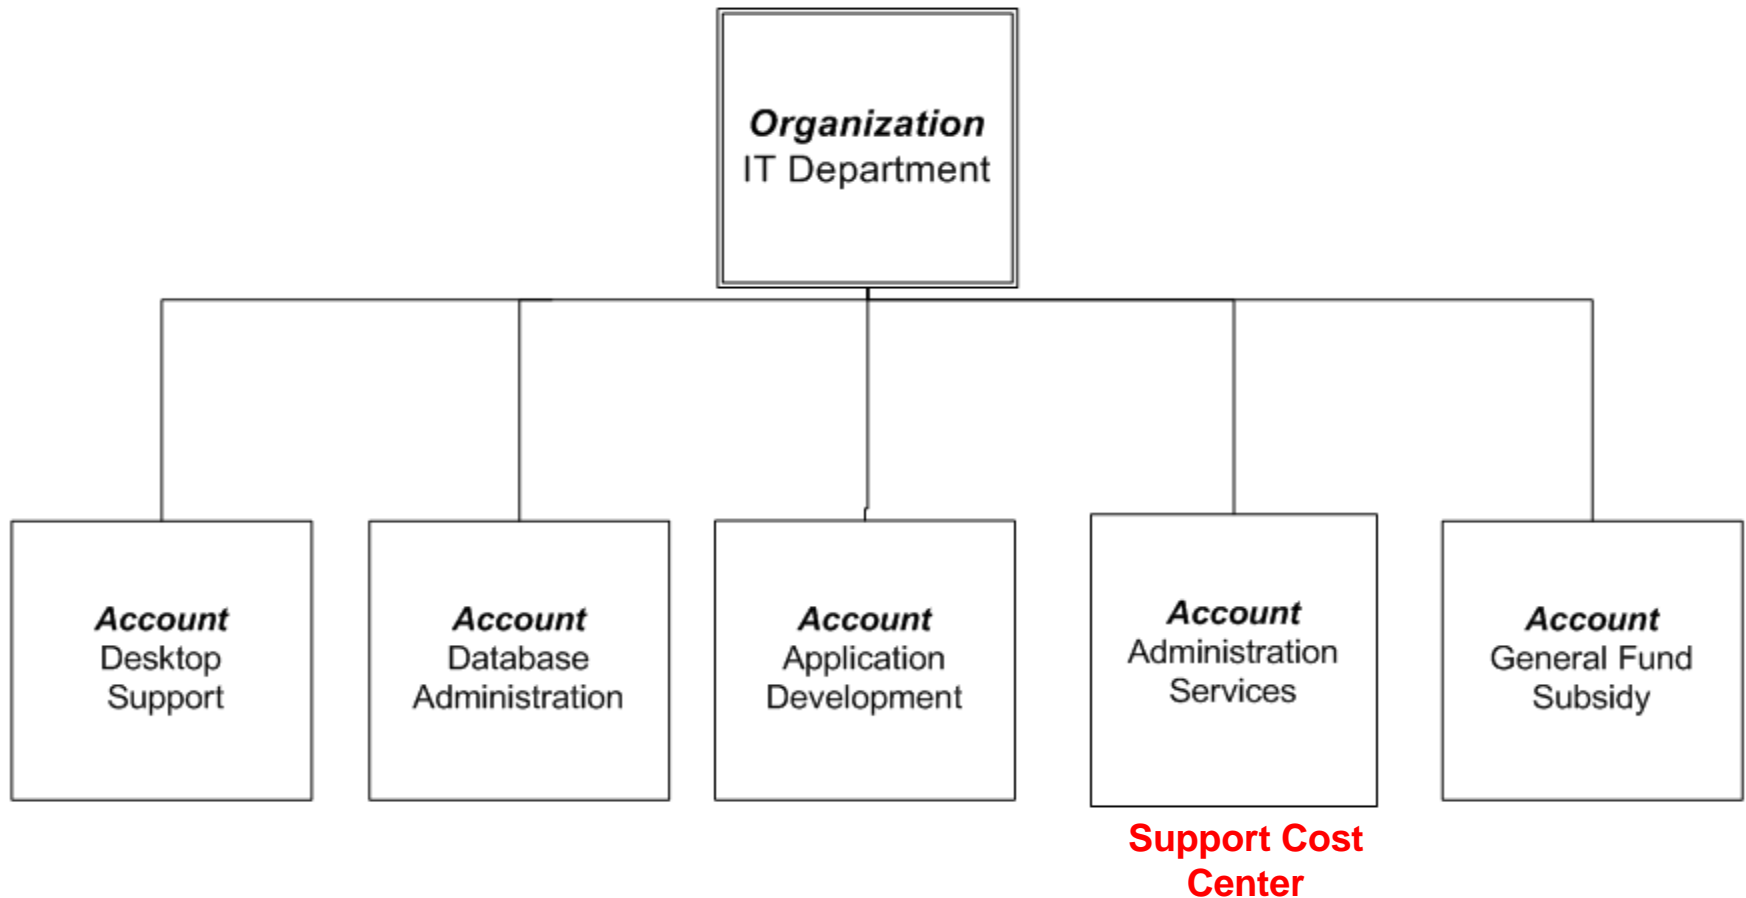 Organization
IT Department
Account
Desktop
Support
Account
Database
Administration
Account
Application
Development
Account
Administration
Services
Account
General Fund
Subsidy
Support Cost
Center